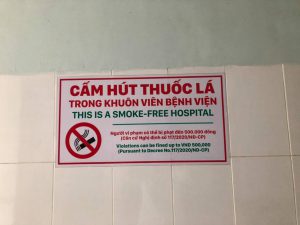 CẤM HÚT THUỐC LÁ
TRONG KHUÔN VIÊN BỆNH VIỆN
THIS IS A SMOKE-FREE HOSPITAL
Người vi phạm có thể bị phạt đến 500.000 đồng
(Căn cứ Nghị định số 117/2020/NĐ-CP)
Violations can be fined up to VND 500,000
(Pursuant to Decree No.117/2020/NĐ-CP)